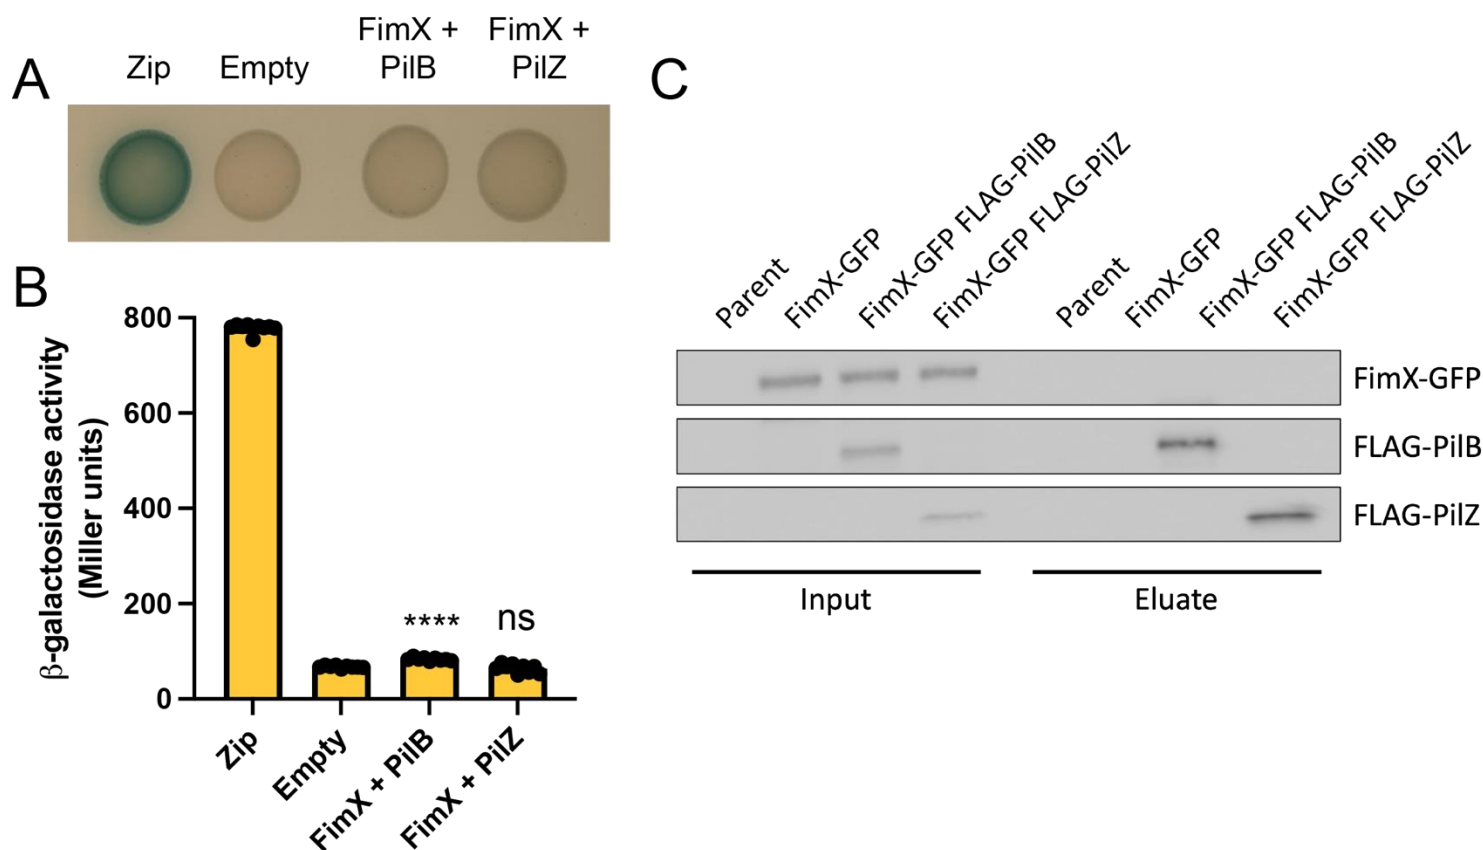 A
Zip
Empty
FimX +
PilB
FimX +
PilZ
B
β-galactosidase activity
(Miller units)
800
600
400
200
0
****
ns
Zip
Empty
FimX + PilB
FimX + PilZ
C
Parent
FimX-GFP
FimX-GFP FLAG-PilB
FimX-GFP FLAG-PilZ
Parent
FimX-GFP
FimX-GFP FLAG-PilB
FimX-GFP FLAG-PilZ
FimX-GFP
FLAG-PilB
FLAG-PilZ
Input
Eluate